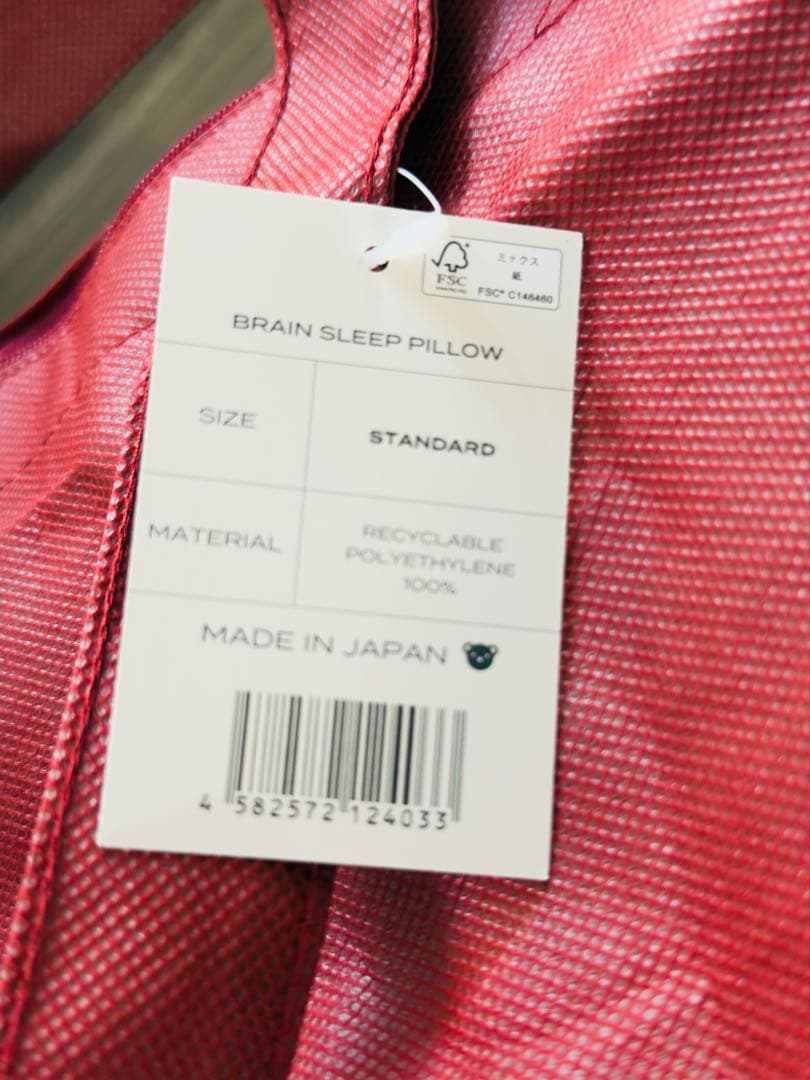 FSC
ミックス
紙
FSC® C146460
BRAIN SLEEP PILLOW
SIZE
STANDARD
MATERIAL
RECYCLABLE
POLYETHYLENE
100%
MADE IN JAPAN
4 582572 124033